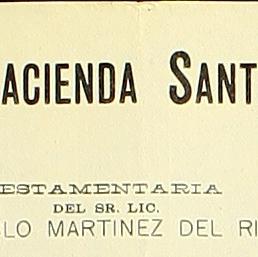 ACIENDA SANT
ESTAMENTARIA
DEL SR. LIC.
LO MARTINEZ DEL RI